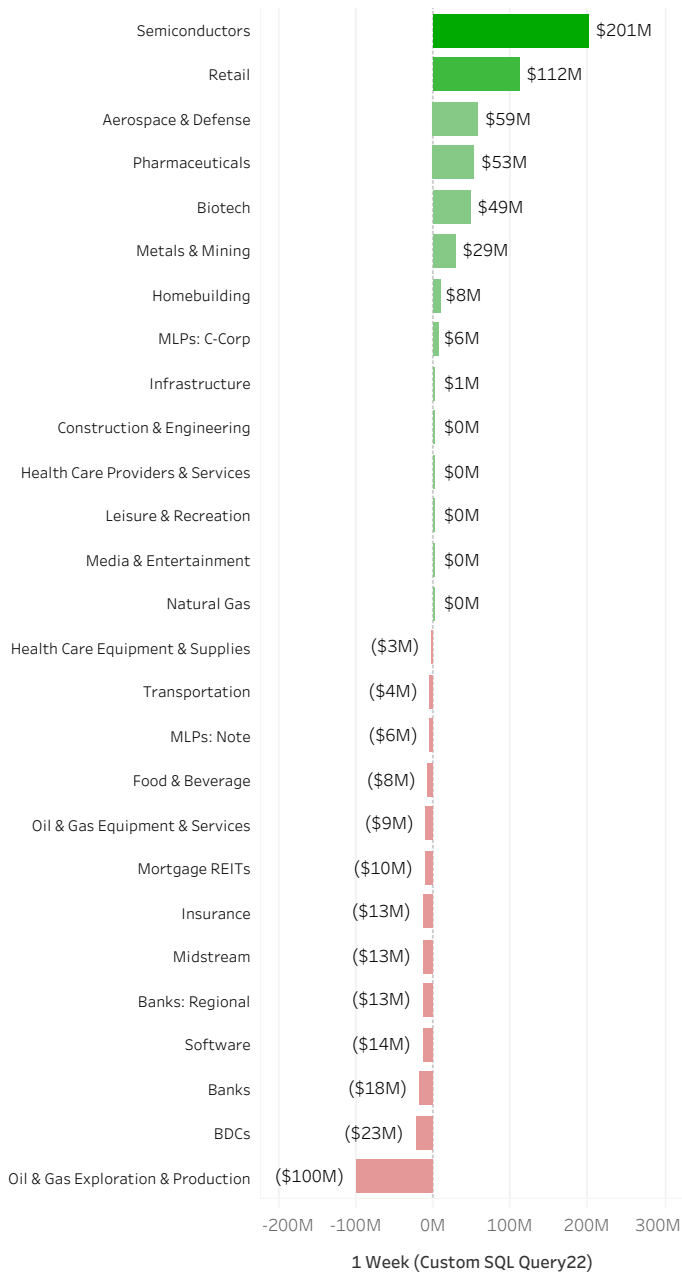 Semiconductors $201M
Retail $112M
Aerospace & Defense $59M
Pharmaceuticals $53M
Biotech $49M
Metals & Mining $29M
Homebuilding $8M
MLPs: C-Corp $6M
Infrastructure $1M
Construction & Engineering $0M
Health Care Providers & Services $0M
Leisure & Recreation $0M
Media & Entertainment $0M
Natural Gas $0M
Health Care Equipment & Supplies ($3M)
Transportation ($4M)
MLPs: Note ($6M)
Food & Beverage ($8M)
Oil & Gas Equipment & Services ($9M)
Mortgage REITs ($10M)
Insurance ($13M)
Midstream ($13M)
Banks: Regional ($13M)
Software ($14M)
Banks ($18M)
BDCs ($23M)
Oil & Gas Exploration & Production ($100M)
-200M -100M 0M 100M 200M 300M
1 Week (Custom SQL Query22)